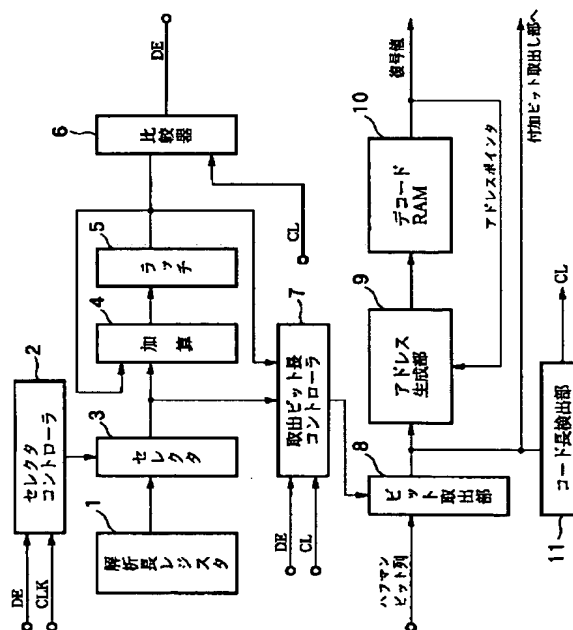 DE
CLK
2
セレクタ
コントローラ
1
解析長レジスタ
3
セレクタ
4
加算
5
ラッチ
6
比較器
DE
CL
7
取出ビット長
コントローラ
DE
CL
ハフマン
ビット列
8
ビット取出部
9
アドレス
生成部
10
デコード
RAM
復号値
アドレスポインタ
付加ビット取出し部へ
11
コード長検出部
CL